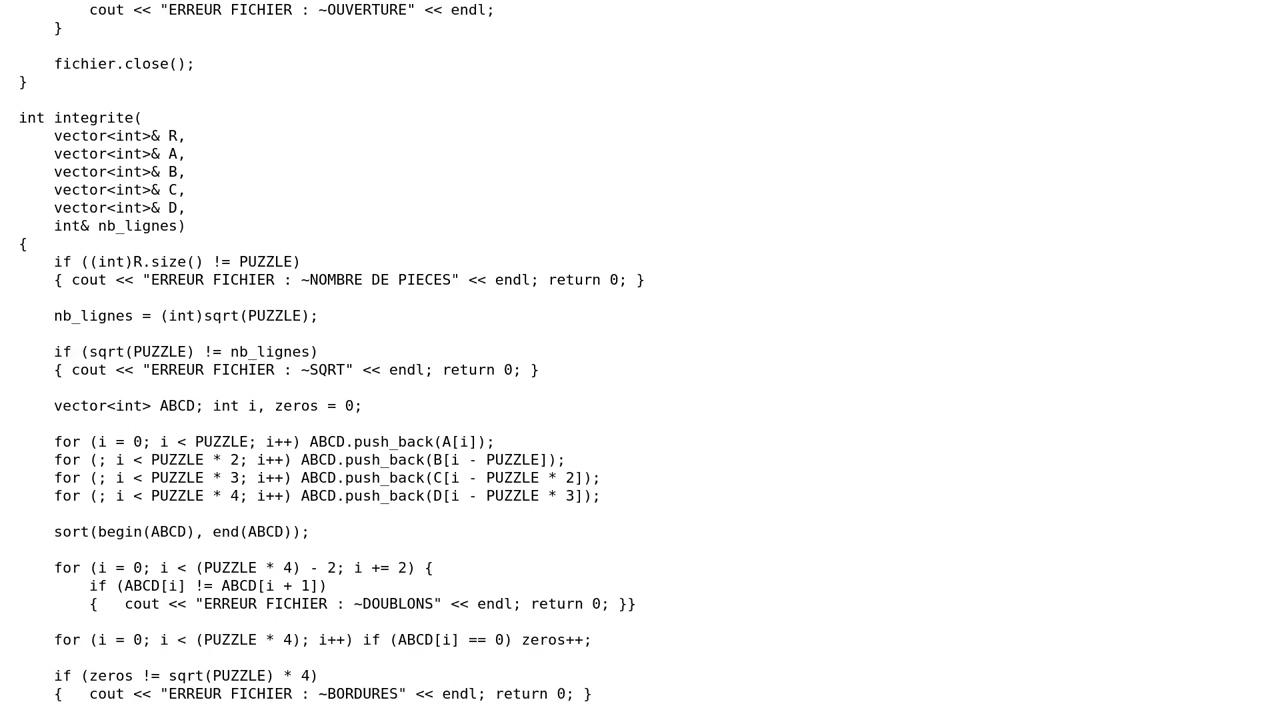 cout << "ERREUR FICHIER : ~OUVERTURE" << endl;
    }

    fichier.close();
}

int integrite(
    vector<int>& R,
    vector<int>& A,
    vector<int>& B,
    vector<int>& C,
    vector<int>& D,
    int& nb_lignes)
{
    if ((int)R.size() != PUZZLE)
    { cout << "ERREUR FICHIER : ~NOMBRE DE PIECES" << endl; return 0; }

    nb_lignes = (int)sqrt(PUZZLE);

    if (sqrt(PUZZLE) != nb_lignes)
    { cout << "ERREUR FICHIER : ~SQRT" << endl; return 0; }

    vector<int> ABCD; int i, zeros = 0;

    for (i = 0; i < PUZZLE; i++) ABCD.push_back(A[i]);
    for (; i < PUZZLE * 2; i++) ABCD.push_back(B[i - PUZZLE]);
    for (; i < PUZZLE * 3; i++) ABCD.push_back(C[i - PUZZLE * 2]);
    for (; i < PUZZLE * 4; i++) ABCD.push_back(D[i - PUZZLE * 3]);

    sort(begin(ABCD), end(ABCD));

    for (i = 0; i < (PUZZLE * 4) - 2; i += 2) {
        if (ABCD[i] != ABCD[i + 1])
        {   cout << "ERREUR FICHIER : ~DOUBLONS" << endl; return 0; }}

    for (i = 0; i < (PUZZLE * 4); i++) if (ABCD[i] == 0) zeros++;

    if (zeros != sqrt(PUZZLE) * 4)
    {   cout << "ERREUR FICHIER : ~BORDURES" << endl; return 0; }